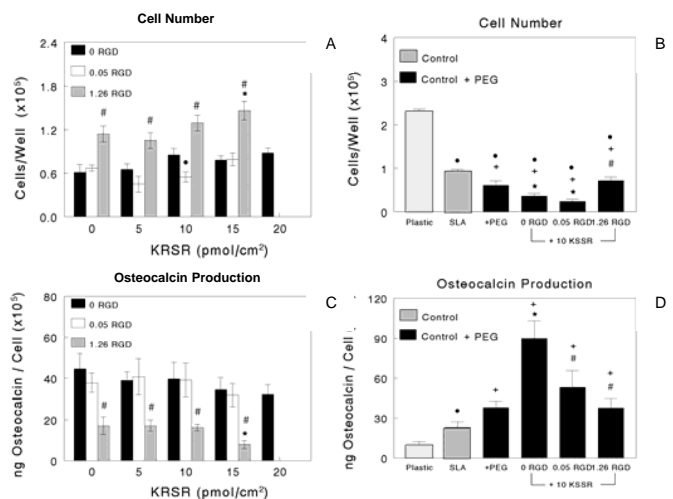 Cell Number
A
2.4
1.8
1.2
0.6
0.0
Cells/Well (x10⁵)
0 RGD
0.05 RGD
1.26 RGD
#
#
#
#
*
•
0
5
10
15
20
KRSR (pmol/cm²)
Cell Number
B
4
3
2
1
0
Cells/Well (x10⁵)
Control
Control + PEG
•
•
+
•
+
*
•
+
*
•
+
#
Plastic
SLA
+PEG
0 RGD
0.05 RGD
1.26 RGD
+ 10 KSSR
Osteocalcin Production
C
80
60
40
20
0
ng Osteocalcin / Cell (x10⁵)
0 RGD
0.05 RGD
1.26 RGD
#
#
#
#
*
0
5
10
15
20
KRSR (pmol/cm²)
Osteocalcin Production
D
120
90
60
30
0
ng Osteocalcin / Cell
Control
Control + PEG
•
+
+
*
+
#
+
#
Plastic
SLA
+PEG
0 RGD
0.05 RGD
1.26 RGD
+ 10 KSSR